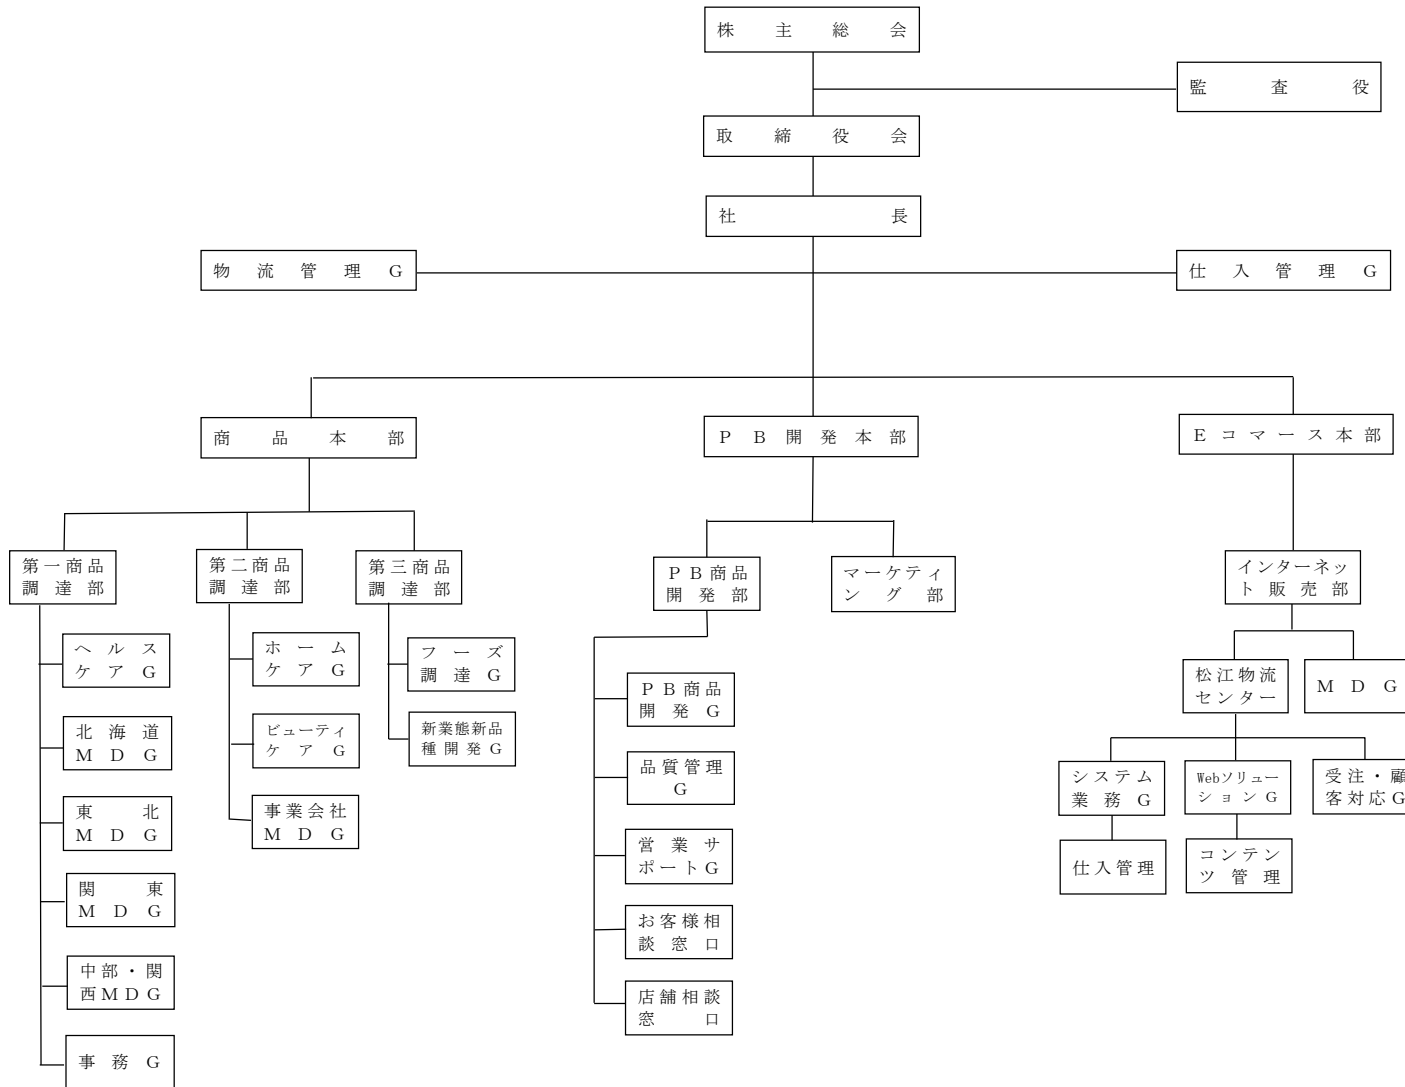 株主総会
監査役
取締役会
社長
物流管理G
仕入管理G
商品本部
PB開発本部
Eコマース本部
第一商品
調達部
第二商品
調達部
第三商品
調達部
PB商品
開発部
マーケティ
ング部
インターネッ
ト販売部
ヘルス
ケアG
北海道
MDG
東北
MDG
関東
MDG
中部・関
西MDG
事務G
ホーム
ケアG
ビューティ
ケアG
事業会社
MDG
フーズ
調達G
新業態新品
種開発G
PB商品
開発G
品質管理
G
営業サ
ポートG
お客様相
談窓口
店舗相談
窓口
松江物流
センター
MDG
システム
業務G
Webソリュー
ションG
受注・顧
客対応G
仕入管理
コンテン
ツ管理